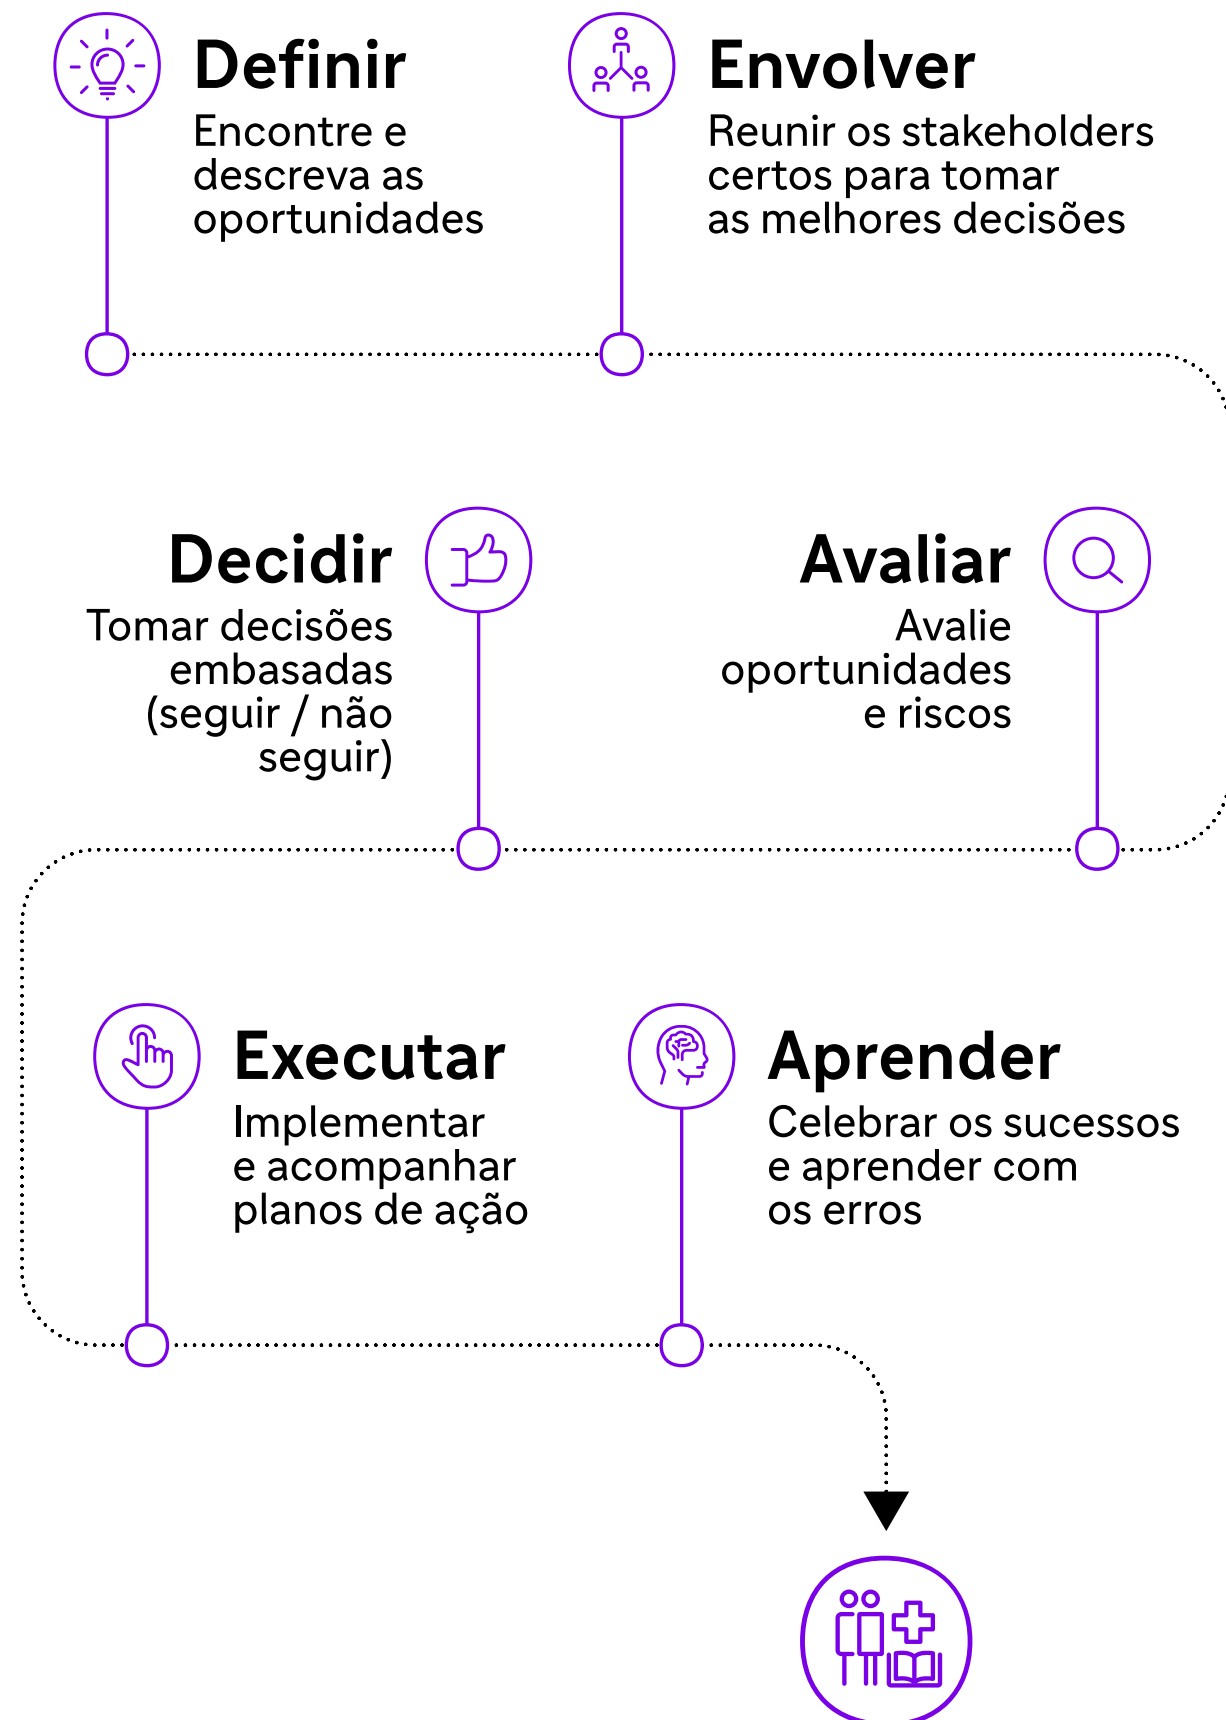 Definir
Encontre e
descreva as
oportunidades
Envolver
Reunir os stakeholders
certos para tomar
as melhores decisões
Avaliar
Avalie
oportunidades
e riscos
Decidir
Tomar decisões
embasadas
(seguir / não
seguir)
Executar
Implementar
e acompanhar
planos de ação
Aprender
Celebrar os sucessos
e aprender com
os erros